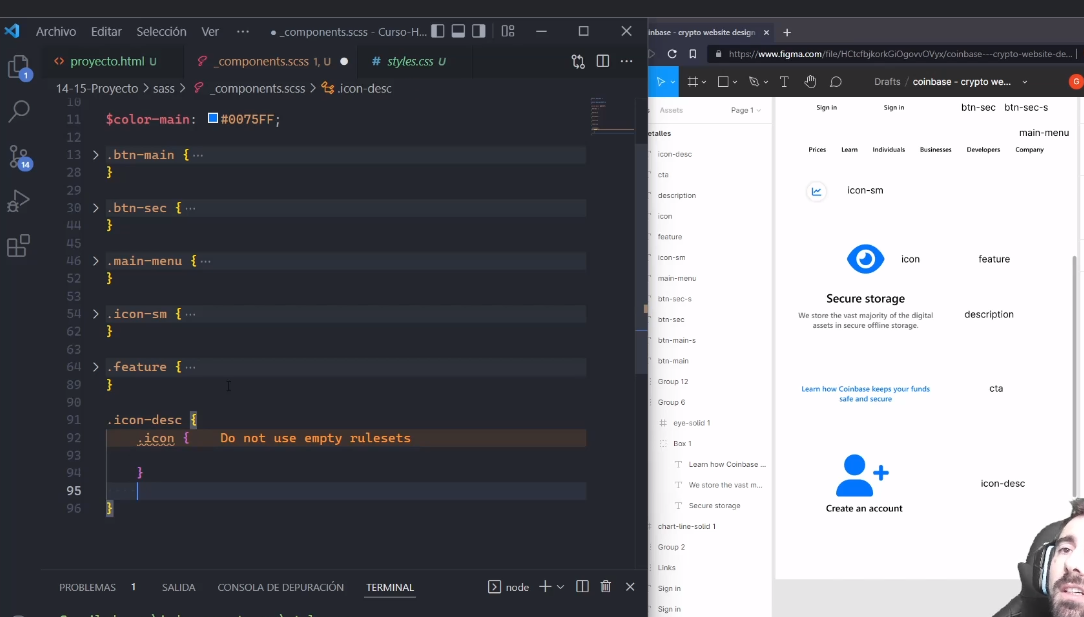 Archivo Editar Selección Ver ··· ● _components.scss - Curso-H...
proyecto.html U
_components.scss 1, U ●
# styles.css U
14-15-Proyecto > sass > _components.scss > .icon-desc
10
11 $color-main: #0075FF;
12
13 .btn-main { ···
28 }
29
30 .btn-sec { ···
44 }
45
46 .main-menu { ···
52 }
53
54 .icon-sm { ···
62 }
63
64 .feature { ···
89 }
90
91 .icon-desc {
92 .icon { Do not use empty rulesets
93
94 }
95
96 }
1
14
PROBLEMAS 1 SALIDA CONSOLA DE DEPURACIÓN TERMINAL
node
inbase - crypto website design
https://www.figma.com/file/HCtcfbjkorkGiOgovvOVyx/coinbase---crypto-website-de...
Drafts / coinbase - crypto we...
G
Assets Page 1
etalles
icon-desc
cta
description
icon
feature
icon-sm
main-menu
btn-sec-s
btn-sec
btn-main-s
btn-main
Group 12
Group 6
eye-solid 1
Box 1
Learn how Coinbase ...
We store the vast m...
Secure storage
chart-line-solid 1
Group 2
Links
Sign in
Sign in
Sign in Sign in btn-sec btn-sec-s
main-menu
Prices Learn Individuals Businesses Developers Company
icon-sm
icon feature
Secure storage
We store the vast majority of the digital
assets in secure offline storage.
description
Learn how Coinbase keeps your funds
safe and secure
cta
icon-desc
Create an account